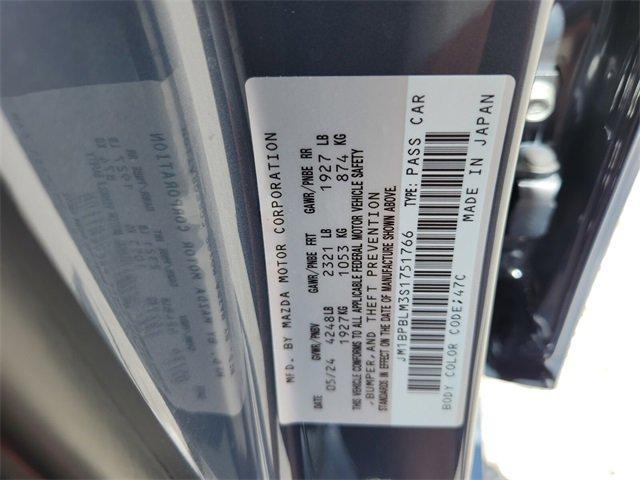 MFD. BY MAZDA MOTOR CORPORATION
DATE GVWR/PNBV GAWR/PNBE FRT GAWR/PNBE RR
05/24 4248LB 2321 LB 1927 LB
1927KG 1053 KG 874 KG
THIS VEHICLE CONFORMS TO ALL APPLICABLE FEDERAL MOTOR VEHICLE SAFETY
,BUMPER,AND THEFT PREVENTION
STANDARDS IN EFFECT ON THE DATE OF MANUFACTURE SHOWN ABOVE.
JM1BPBLM3S1751766 TYPE: PASS CAR
BODY COLOR CODE;47C MADE IN JAPAN